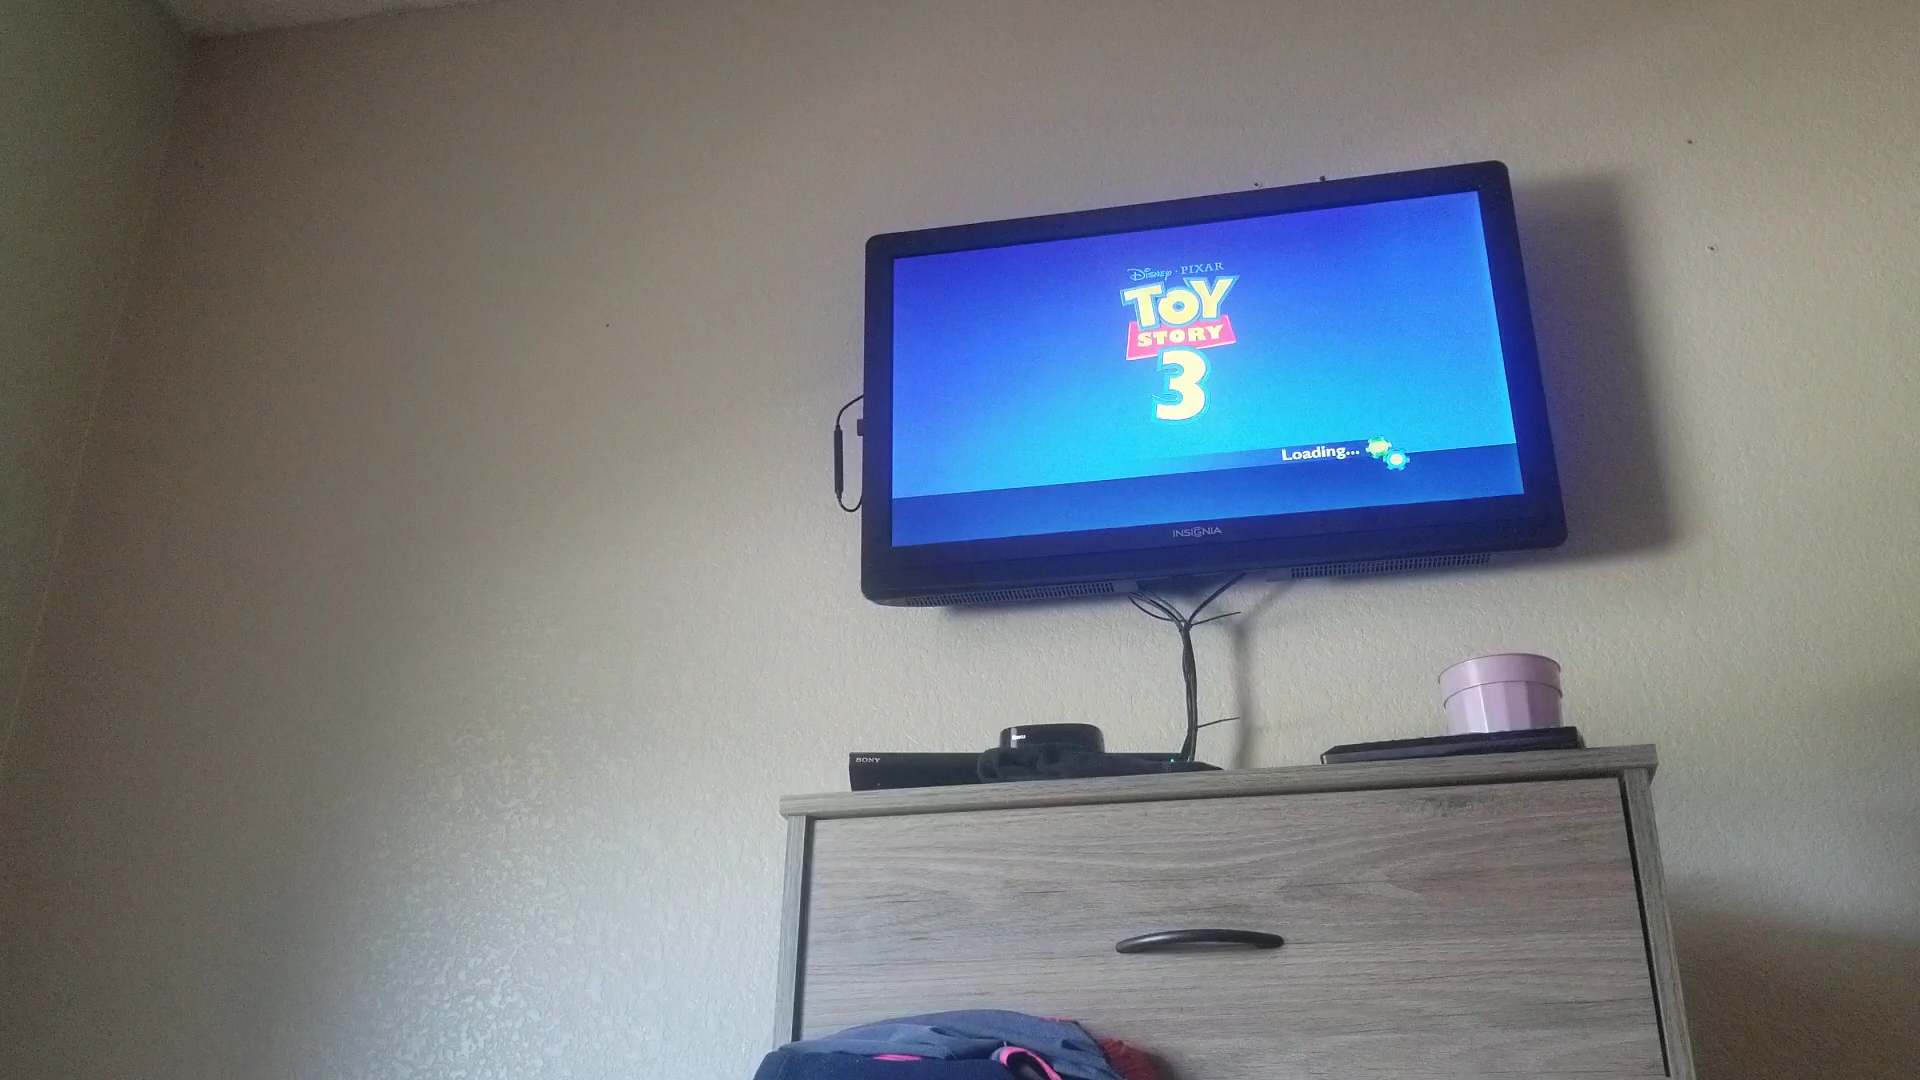 Disney · PIXAR
TOY
STORY
3
Loading...
INSIGNIA
SONY